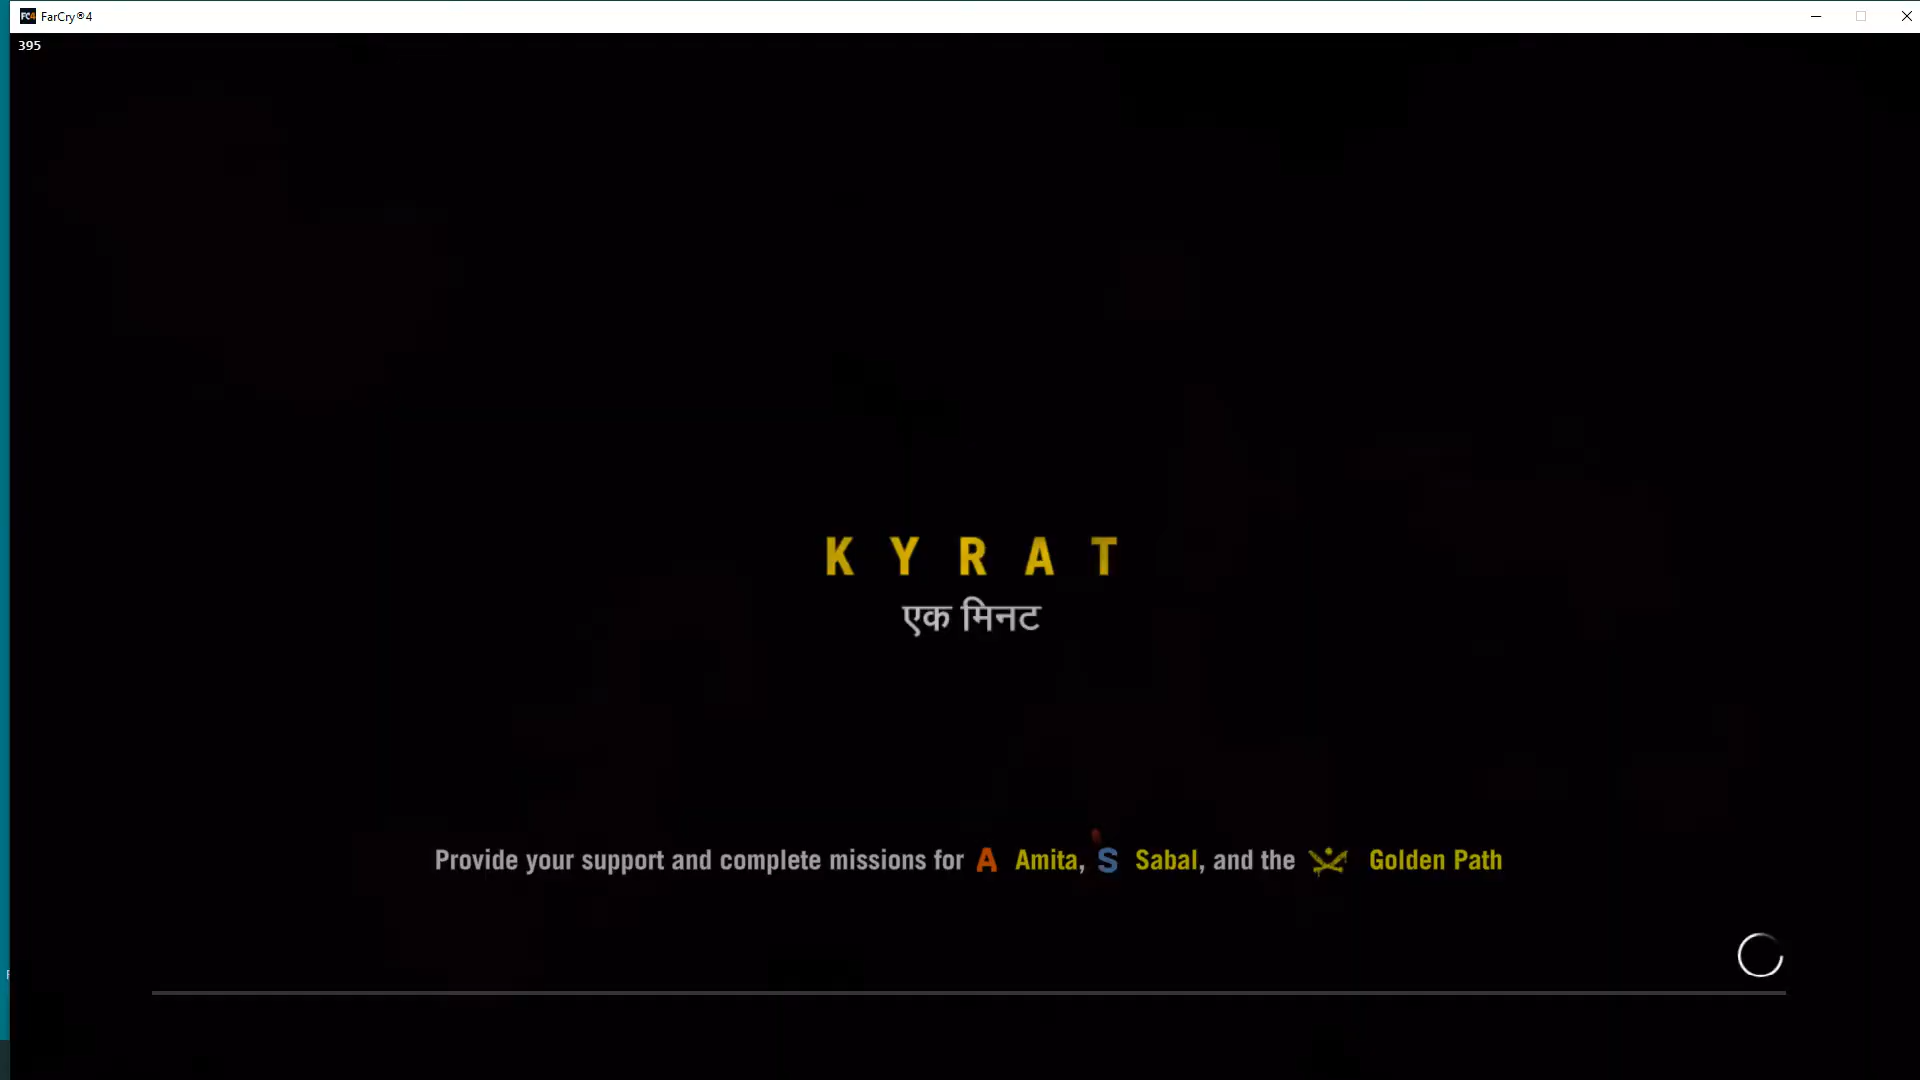 FarCry®4
395
K Y R A T
एक मिनट
Provide your support and complete missions for A Amita, S Sabal, and the Golden Path